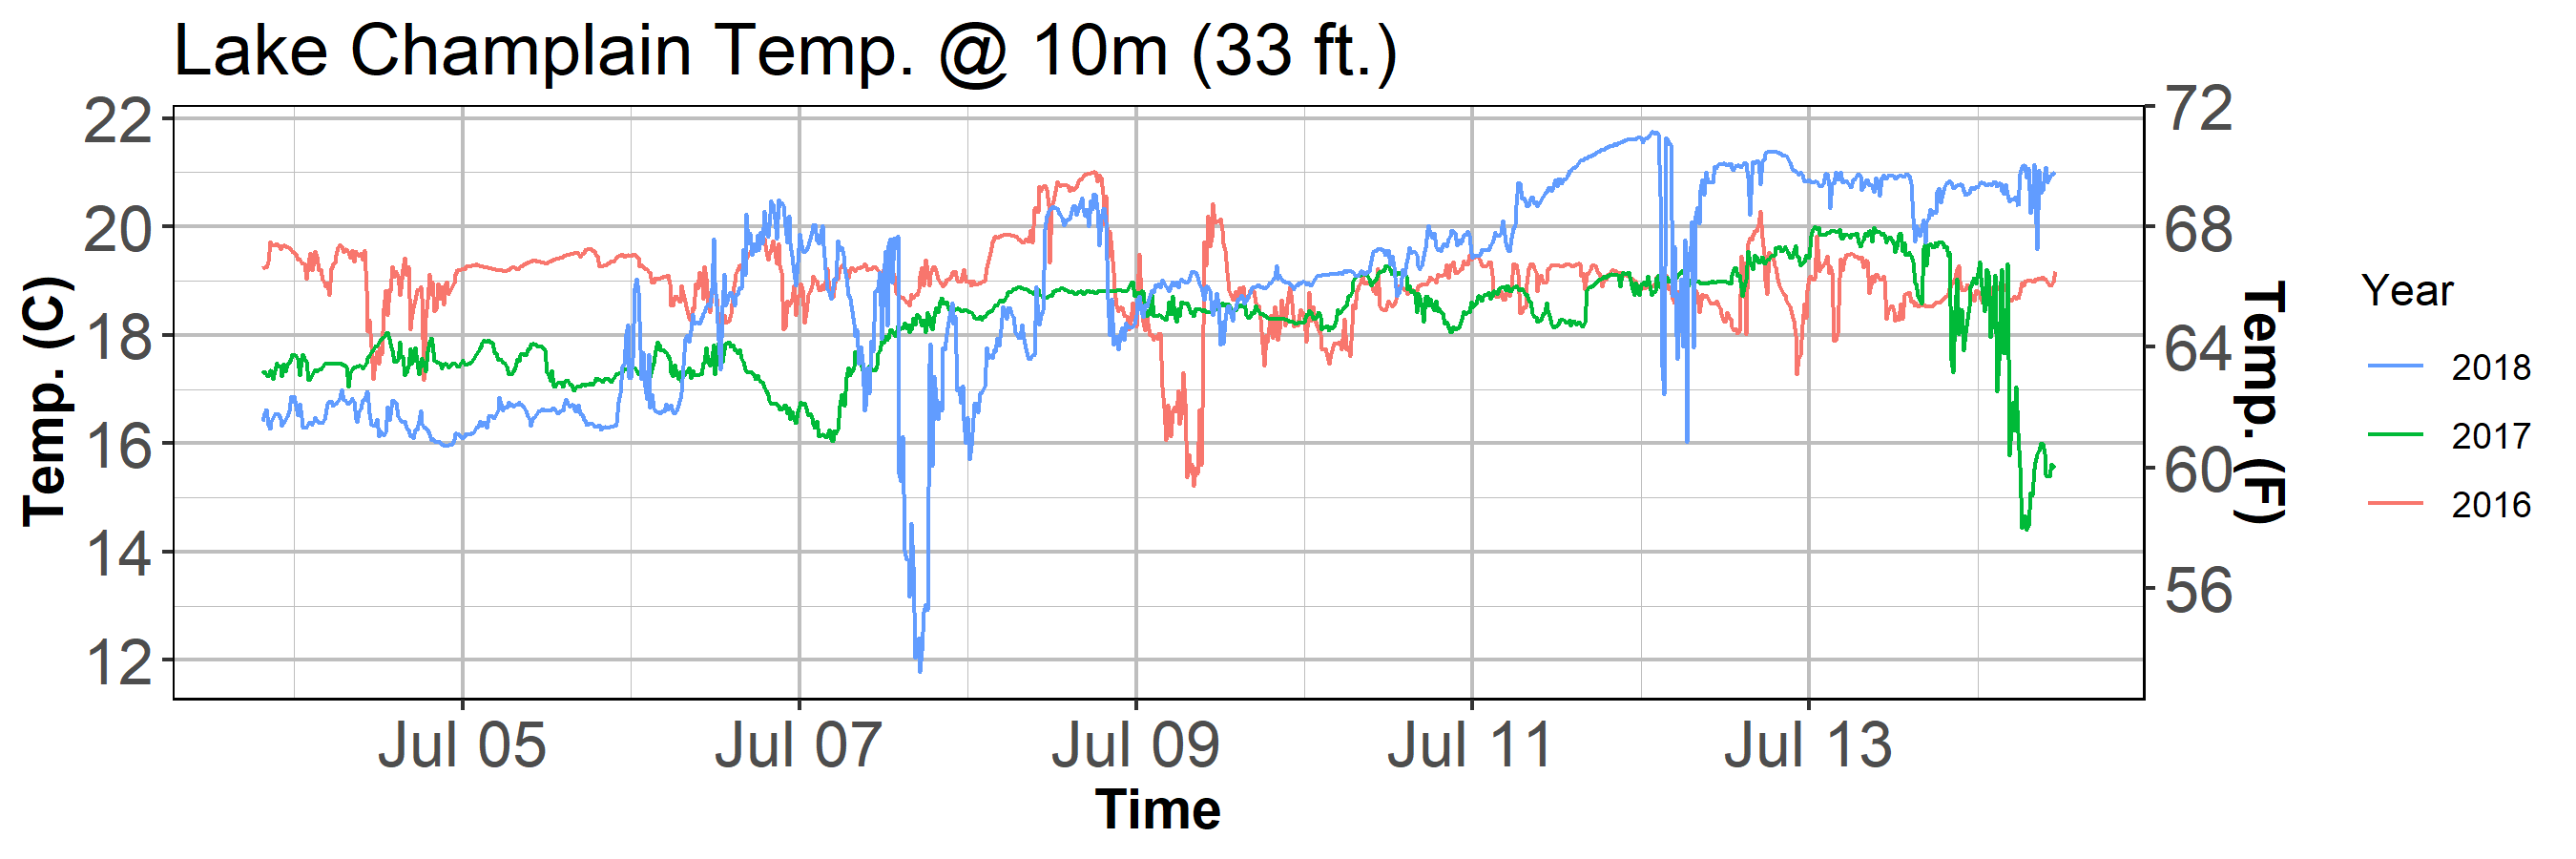 Lake Champlain Temp. @ 10m (33 ft.)
22
20
18
16
14
12
Temp. (C)
72
68
64
60
56
Temp. (F)
Jul 05 Jul 07 Jul 09 Jul 11 Jul 13
Time
Year
2018
2017
2016